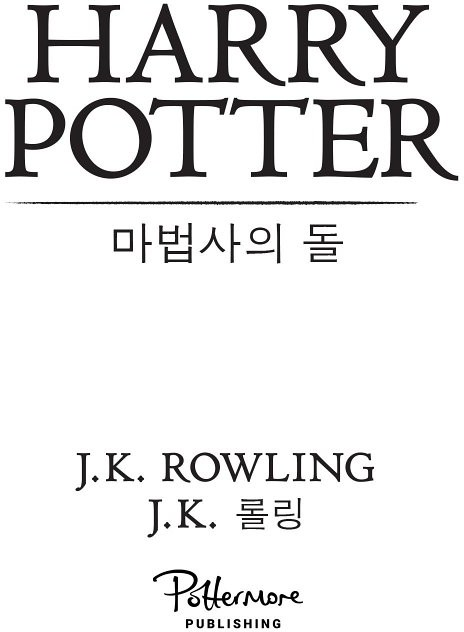 HARRY
POTTER
마법사의 돌
J.K. ROWLING
J.K. 롤링
Pottermore
PUBLISHING